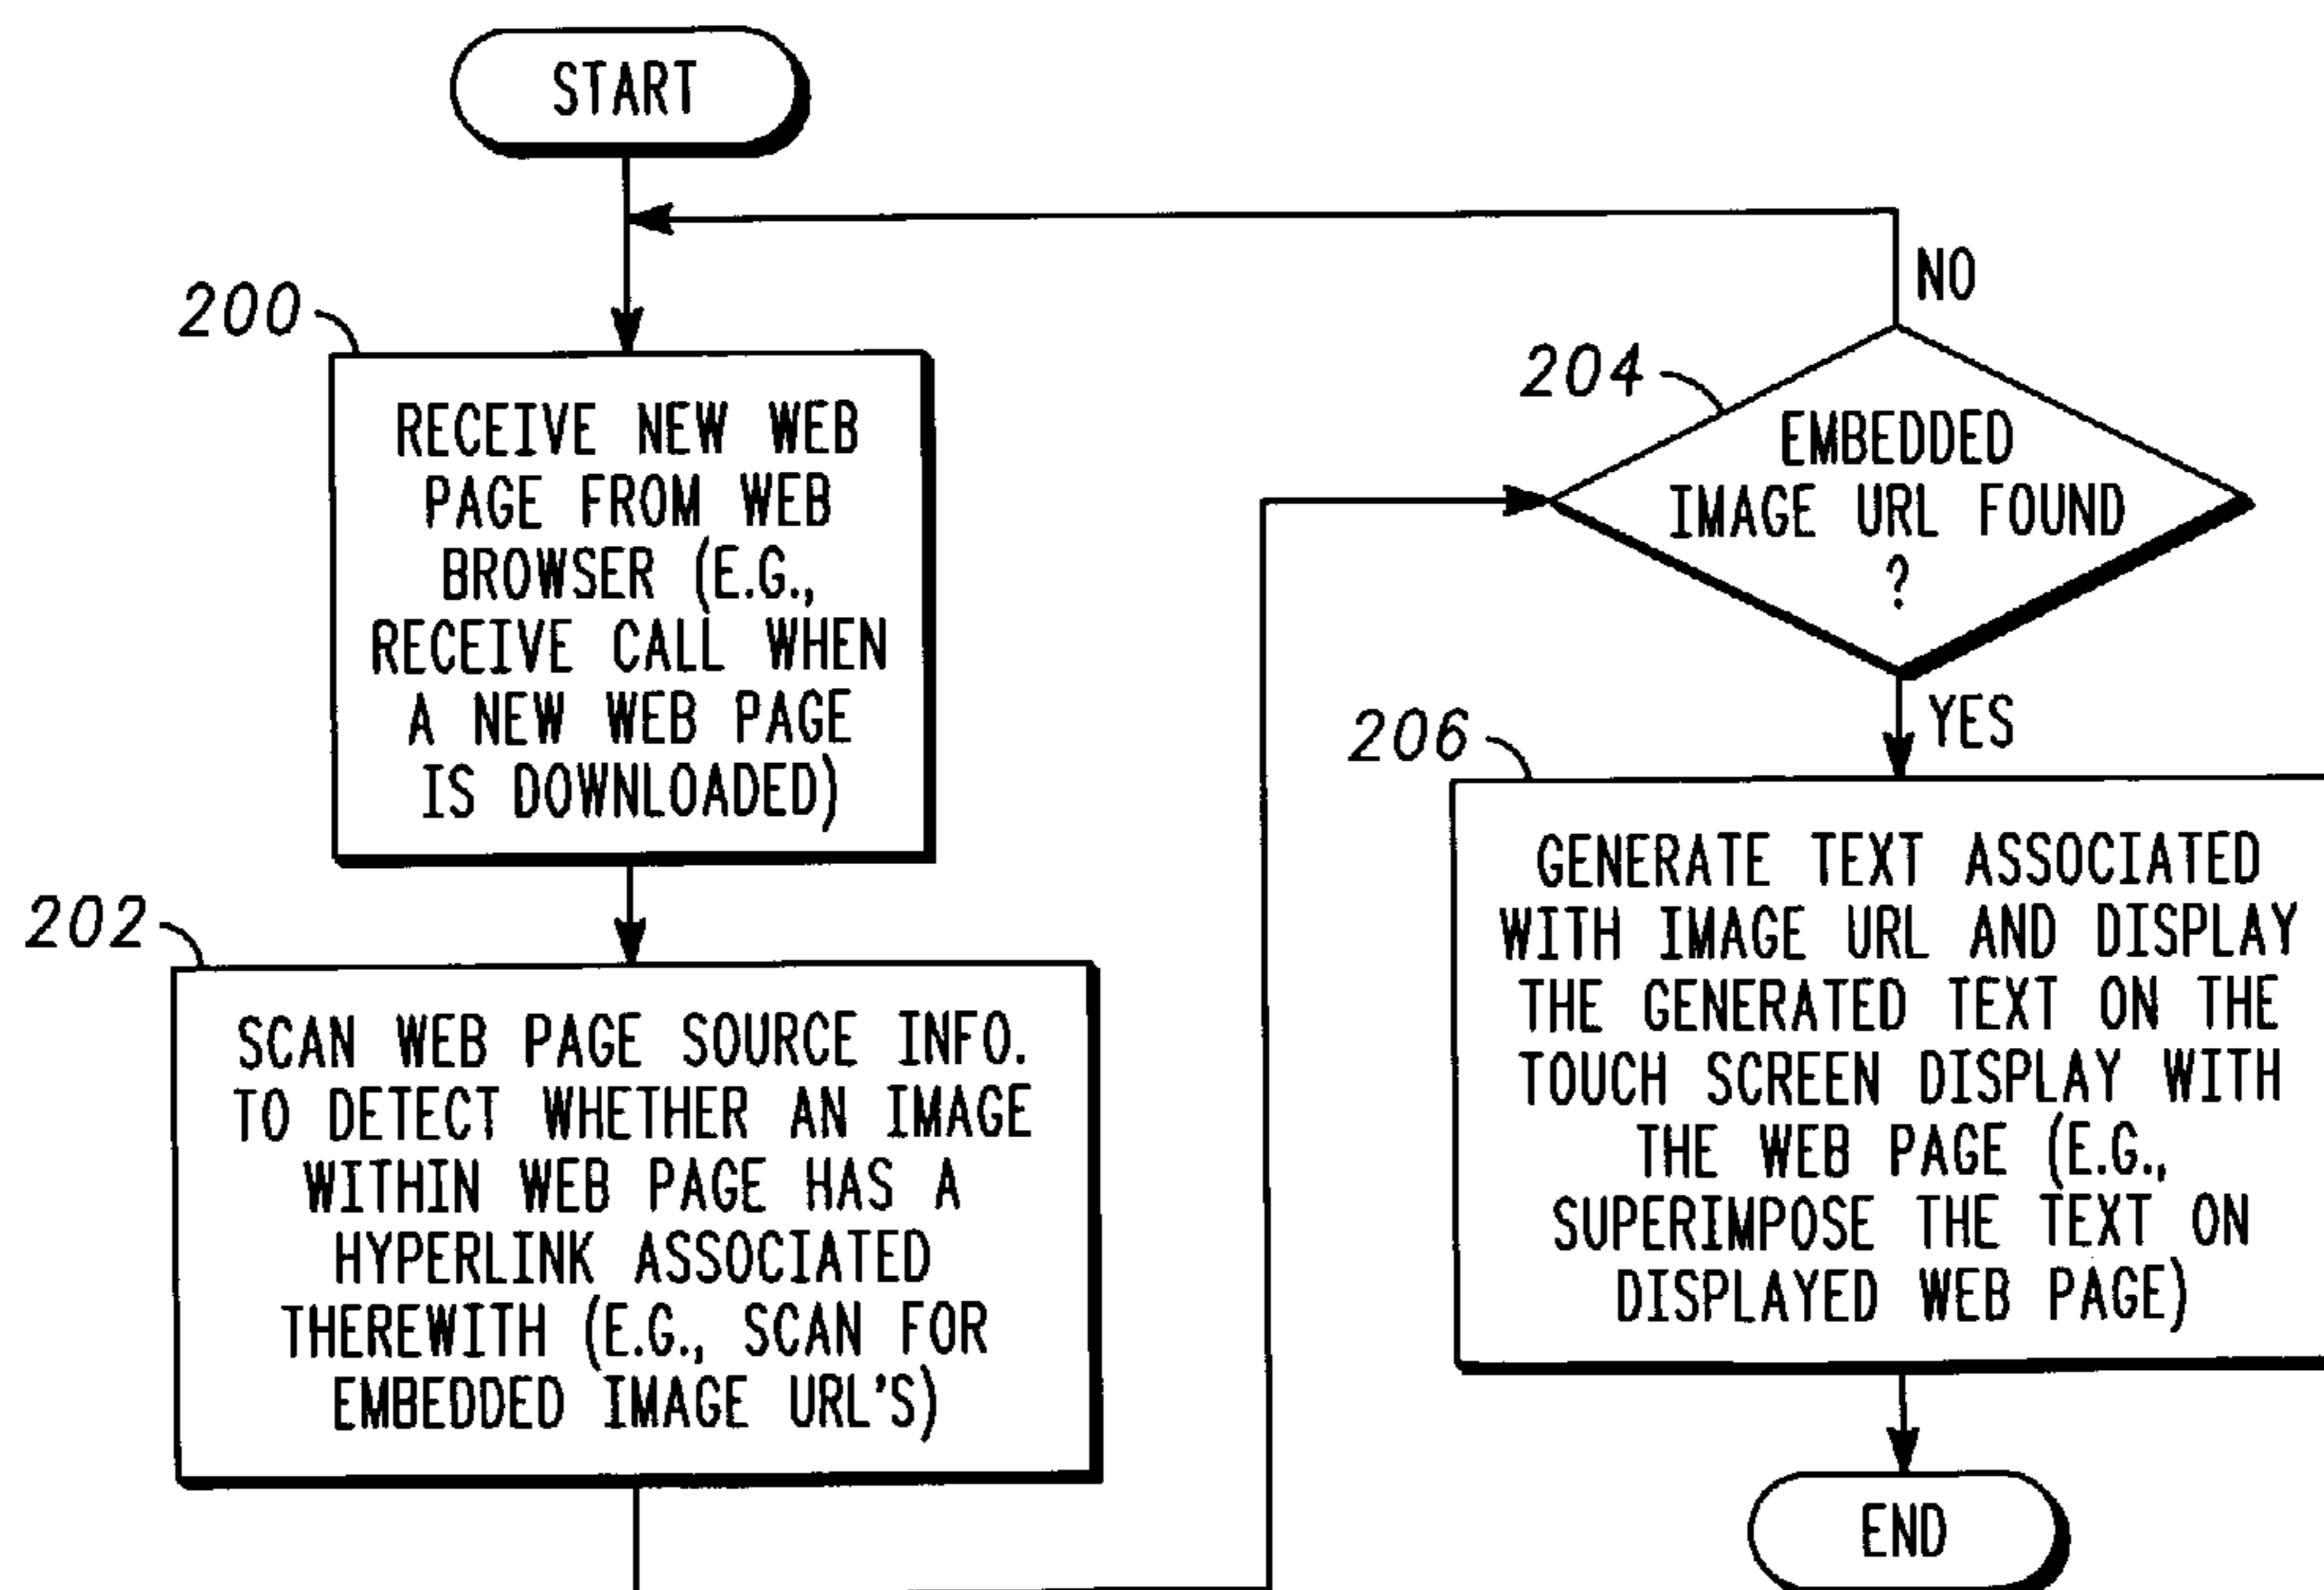 START
200
RECEIVE NEW WEB
PAGE FROM WEB
BROWSER (E.G.,
RECEIVE CALL WHEN
A NEW WEB PAGE
IS DOWNLOADED)
202
SCAN WEB PAGE SOURCE INFO.
TO DETECT WHETHER AN IMAGE
WITHIN WEB PAGE HAS A
HYPERLINK ASSOCIATED
THEREWITH (E.G., SCAN FOR
EMBEDDED IMAGE URL'S)
NO
204
EMBEDDED
IMAGE URL FOUND
?
YES
206
GENERATE TEXT ASSOCIATED
WITH IMAGE URL AND DISPLAY
THE GENERATED TEXT ON THE
TOUCH SCREEN DISPLAY WITH
THE WEB PAGE (E.G.,
SUPERIMPOSE THE TEXT ON
DISPLAYED WEB PAGE)
END